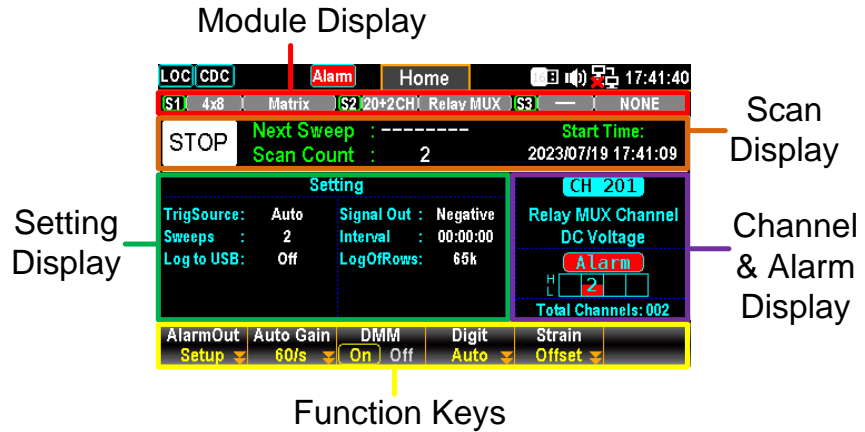 Module Display
LOC CDC Alarm Home 16 17:41:40
S1 4x8 Matrix S2 20+2CH Relay MUX S3 — NONE
Scan
Display
STOP
Next Sweep : --------
Scan Count : 2
Start Time:
2023/07/19 17:41:09
Setting
Display
Setting
TrigSource: Auto Signal Out : Negative
Sweeps : 2 Interval : 00:00:00
Log to USB: Off LogOfRows: 65k
CH 201
Relay MUX Channel
DC Voltage
Alarm
H
L
2
Total Channels: 002
Channel
& Alarm
Display
AlarmOut Auto Gain DMM Digit Strain
Setup 60/s On Off Auto Offset
Function Keys